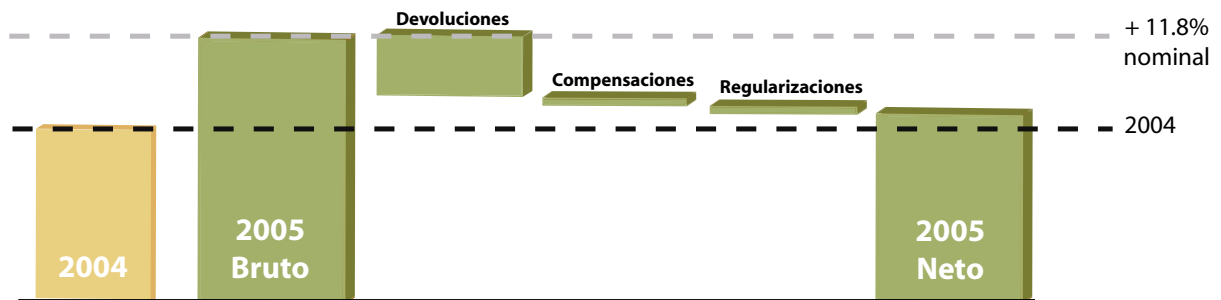 Devoluciones
+ 11.8%
nominal
Compensaciones
Regularizaciones
2004
2004
2005
Bruto
2005
Neto